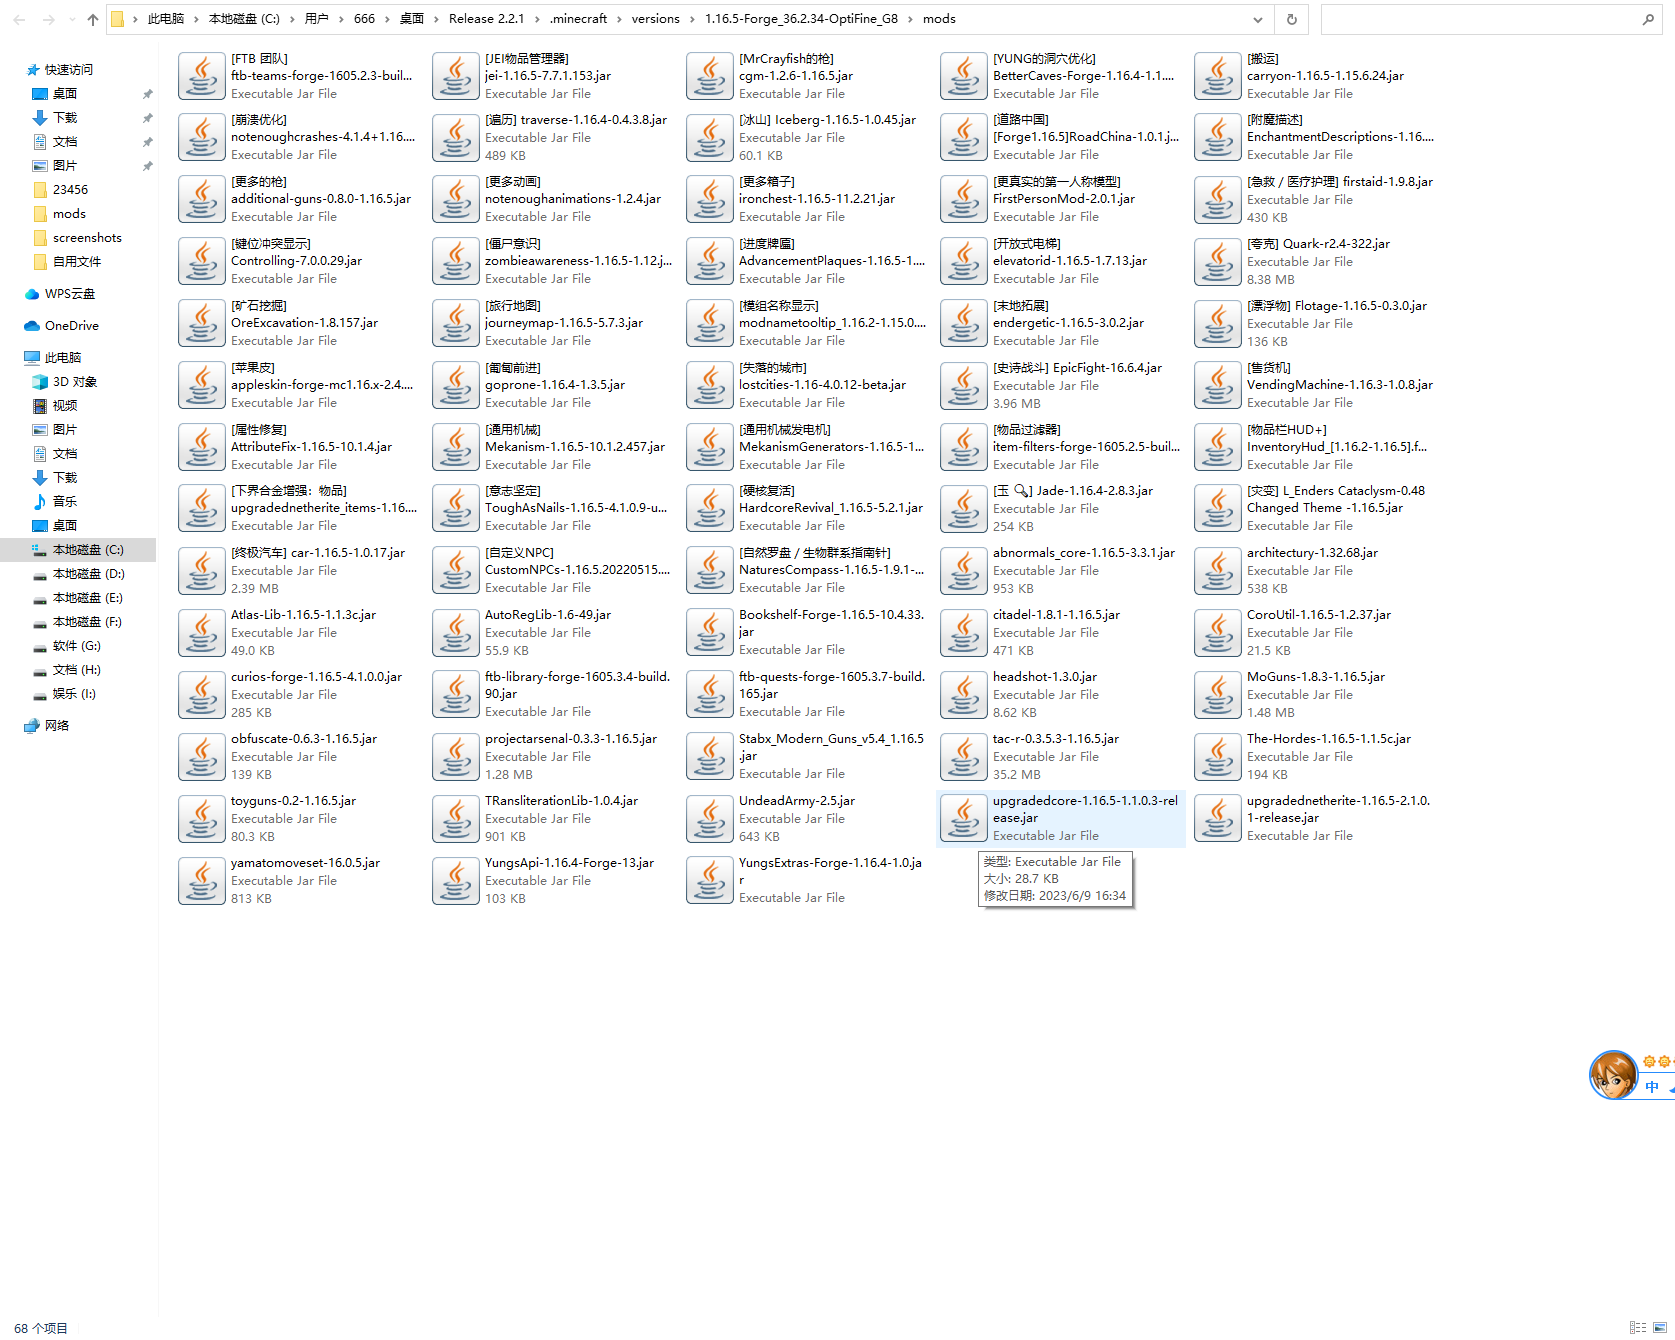 此电脑 › 本地磁盘 (C:) › 用户 › 666 › 桌面 › Release 2.2.1 › .minecraft › versions › 1.16.5-Forge_36.2.34-OptiFine_G8 › mods
快速访问
桌面
下载
文档
图片
23456
mods
screenshots
自用文件
WPS云盘
OneDrive
此电脑
3D 对象
视频
图片
文档
下载
音乐
桌面
本地磁盘 (C:)
本地磁盘 (D:)
本地磁盘 (E:)
本地磁盘 (F:)
软件 (G:)
文档 (H:)
娱乐 (I:)
网络
[FTB 团队]
ftb-teams-forge-1605.2.3-buil...
Executable Jar File
[JEI物品管理器]
jei-1.16.5-7.7.1.153.jar
Executable Jar File
[MrCrayfish的枪]
cgm-1.2.6-1.16.5.jar
Executable Jar File
[YUNG的洞穴优化]
BetterCaves-Forge-1.16.4-1.1....
Executable Jar File
[搬运]
carryon-1.16.5-1.15.6.24.jar
Executable Jar File
[崩溃优化]
notenoughcrashes-4.1.4+1.16....
Executable Jar File
[遍历] traverse-1.16.4-0.4.3.8.jar
Executable Jar File
489 KB
[冰山] Iceberg-1.16.5-1.0.45.jar
Executable Jar File
60.1 KB
[道路中国]
[Forge1.16.5]RoadChina-1.0.1.j...
Executable Jar File
[附魔描述]
EnchantmentDescriptions-1.16....
Executable Jar File
[更多的枪]
additional-guns-0.8.0-1.16.5.jar
Executable Jar File
[更多动画]
notenoughanimations-1.2.4.jar
Executable Jar File
[更多箱子]
ironchest-1.16.5-11.2.21.jar
Executable Jar File
[更真实的第一人称模型]
FirstPersonMod-2.0.1.jar
Executable Jar File
[急救 / 医疗护理] firstaid-1.9.8.jar
Executable Jar File
430 KB
[键位冲突显示]
Controlling-7.0.0.29.jar
Executable Jar File
[僵尸意识]
zombieawareness-1.16.5-1.12.j...
Executable Jar File
[进度牌匾]
AdvancementPlaques-1.16.5-1....
Executable Jar File
[开放式电梯]
elevatorid-1.16.5-1.7.13.jar
Executable Jar File
[夸克] Quark-r2.4-322.jar
Executable Jar File
8.38 MB
[矿石挖掘]
OreExcavation-1.8.157.jar
Executable Jar File
[旅行地图]
journeymap-1.16.5-5.7.3.jar
Executable Jar File
[模组名称显示]
modnametooltip_1.16.2-1.15.0....
Executable Jar File
[末地拓展]
endergetic-1.16.5-3.0.2.jar
Executable Jar File
[漂浮物] Flotage-1.16.5-0.3.0.jar
Executable Jar File
136 KB
[苹果皮]
appleskin-forge-mc1.16.x-2.4....
Executable Jar File
[匍匐前进]
goprone-1.16.4-1.3.5.jar
Executable Jar File
[失落的城市]
lostcities-1.16-4.0.12-beta.jar
Executable Jar File
[史诗战斗] EpicFight-16.6.4.jar
Executable Jar File
3.96 MB
[售货机]
VendingMachine-1.16.3-1.0.8.jar
Executable Jar File
[属性修复]
AttributeFix-1.16.5-10.1.4.jar
Executable Jar File
[通用机械]
Mekanism-1.16.5-10.1.2.457.jar
Executable Jar File
[通用机械发电机]
MekanismGenerators-1.16.5-1...
Executable Jar File
[物品过滤器]
item-filters-forge-1605.2.5-buil...
Executable Jar File
[物品栏HUD+]
InventoryHud_[1.16.2-1.16.5].f...
Executable Jar File
[下界合金增强：物品]
upgradednetherite_items-1.16....
Executable Jar File
[意志坚定]
ToughAsNails-1.16.5-4.1.0.9-u...
Executable Jar File
[硬核复活]
HardcoreRevival_1.16.5-5.2.1.jar
Executable Jar File
[玉 🔍] Jade-1.16.4-2.8.3.jar
Executable Jar File
254 KB
[灾变] L_Enders Cataclysm-0.48
Changed Theme -1.16.5.jar
Executable Jar File
[终极汽车] car-1.16.5-1.0.17.jar
Executable Jar File
2.39 MB
[自定义NPC]
CustomNPCs-1.16.5.20220515....
Executable Jar File
[自然罗盘 / 生物群系指南针]
NaturesCompass-1.16.5-1.9.1-...
Executable Jar File
abnormals_core-1.16.5-3.3.1.jar
Executable Jar File
953 KB
architectury-1.32.68.jar
Executable Jar File
538 KB
Atlas-Lib-1.16.5-1.1.3c.jar
Executable Jar File
49.0 KB
AutoRegLib-1.6-49.jar
Executable Jar File
55.9 KB
Bookshelf-Forge-1.16.5-10.4.33.
jar
Executable Jar File
citadel-1.8.1-1.16.5.jar
Executable Jar File
471 KB
CoroUtil-1.16.5-1.2.37.jar
Executable Jar File
21.5 KB
curios-forge-1.16.5-4.1.0.0.jar
Executable Jar File
285 KB
ftb-library-forge-1605.3.4-build.
90.jar
Executable Jar File
ftb-quests-forge-1605.3.7-build.
165.jar
Executable Jar File
headshot-1.3.0.jar
Executable Jar File
8.62 KB
MoGuns-1.8.3-1.16.5.jar
Executable Jar File
1.48 MB
obfuscate-0.6.3-1.16.5.jar
Executable Jar File
139 KB
projectarsenal-0.3.3-1.16.5.jar
Executable Jar File
1.28 MB
Stabx_Modern_Guns_v5.4_1.16.5
.jar
Executable Jar File
tac-r-0.3.5.3-1.16.5.jar
Executable Jar File
35.2 MB
The-Hordes-1.16.5-1.1.5c.jar
Executable Jar File
194 KB
toyguns-0.2-1.16.5.jar
Executable Jar File
80.3 KB
TRansliterationLib-1.0.4.jar
Executable Jar File
901 KB
UndeadArmy-2.5.jar
Executable Jar File
643 KB
upgradedcore-1.16.5-1.1.0.3-rel
ease.jar
Executable Jar File
upgradednetherite-1.16.5-2.1.0.
1-release.jar
Executable Jar File
yamatomoveset-16.0.5.jar
Executable Jar File
813 KB
YungsApi-1.16.4-Forge-13.jar
Executable Jar File
103 KB
YungsExtras-Forge-1.16.4-1.0.ja
r
Executable Jar File
类型: Executable Jar File
大小: 28.7 KB
修改日期: 2023/6/9 16:34
中
68 个项目